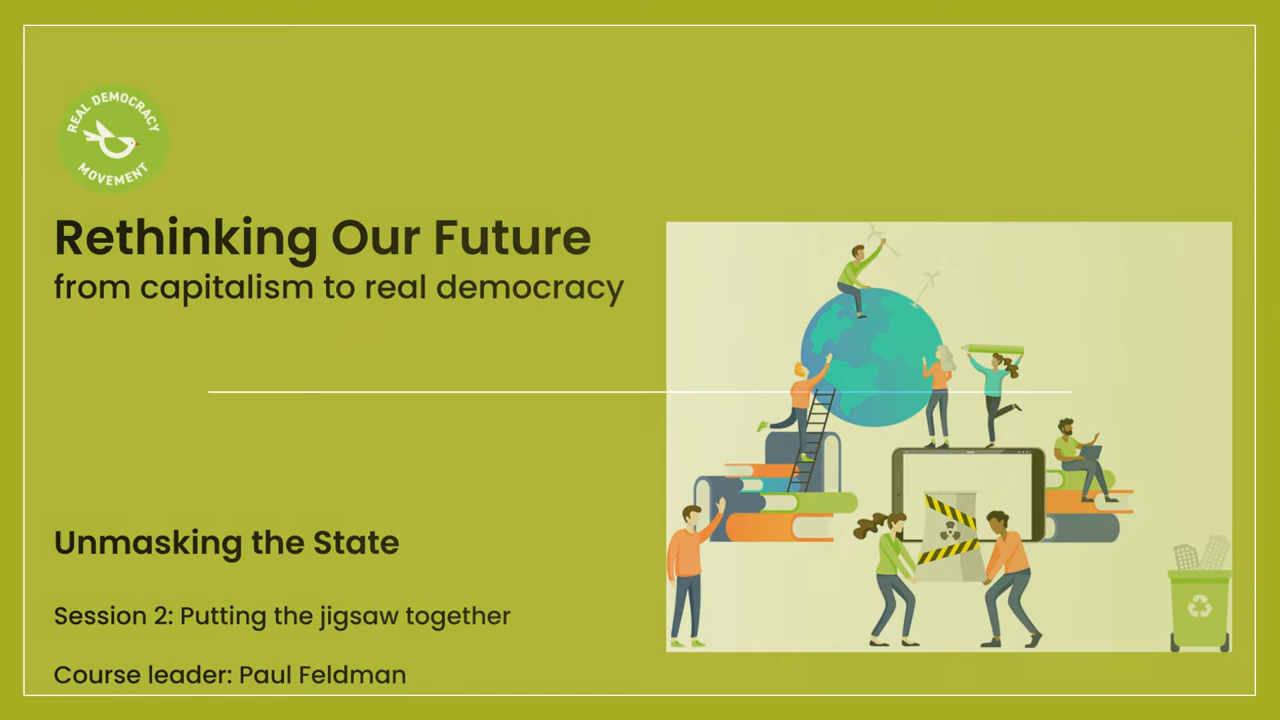 REAL DEMOCRACY
MOVEMENT
Rethinking Our Future
from capitalism to real democracy
Unmasking the State
Session 2: Putting the jigsaw together
Course leader: Paul Feldman